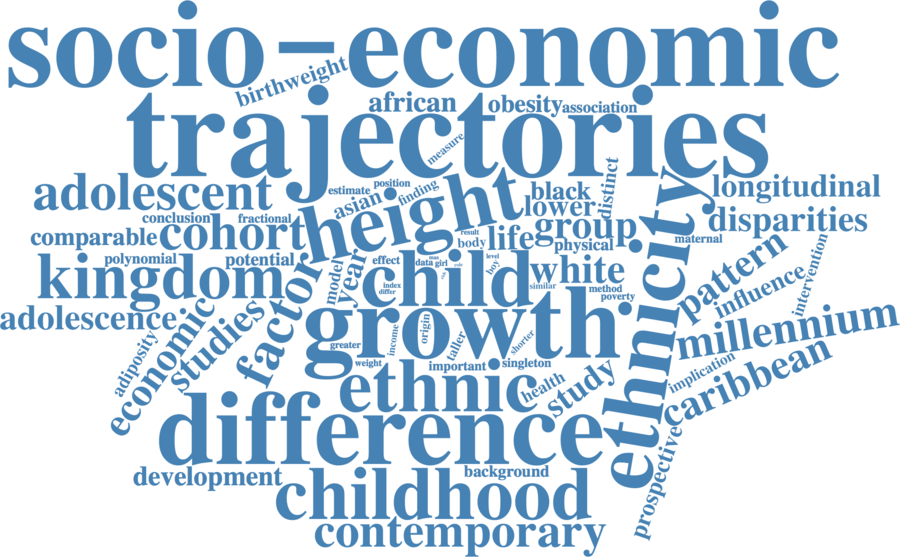 socio-economic
birthweight
trajectories
african
obesity
association
measure
adolescent
estimate
position
finding
asian
height
black
lower
distinct
longitudinal
conclusion
fractional
cohort
comparable
result
body
life
group
physical
maternal
disparities
ethnicity
polynomial
potential
kingdom
factor
model
year
effect
data
girl
child
level
boy
white
similar
method
poverty
pattern
influence
intervention
index
differ
adolescence
economic
studies
adiposity
growth
income
origin
taller
shorter
greater
weight
important
singleton
millennium
implication
caribbean
ethnic
health
study
difference
prospective
development
background
childhood
contemporary